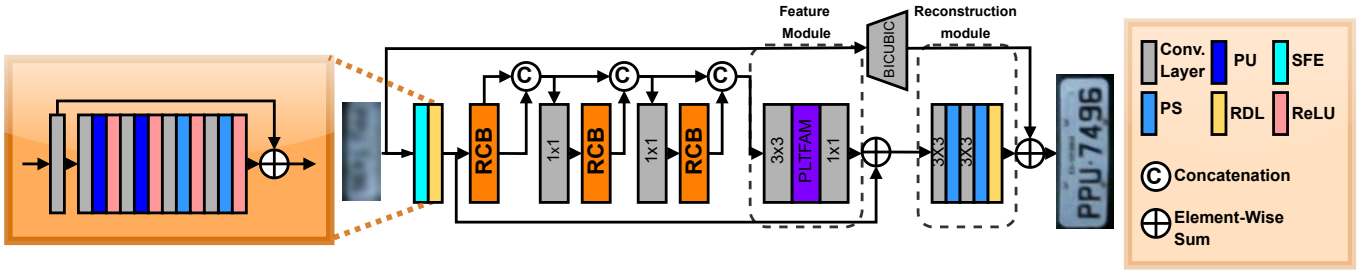 Feature
Module
Reconstruction
module
BICUBIC
C
C
C
RCB
1x1
RCB
1x1
RCB
3x3
PLTFAM
1x1
3x3
3x3
PPU·7496
Conv.
Layer
PU
SFE
PS
RDL
ReLU
C
Concatenation
Element-Wise
Sum